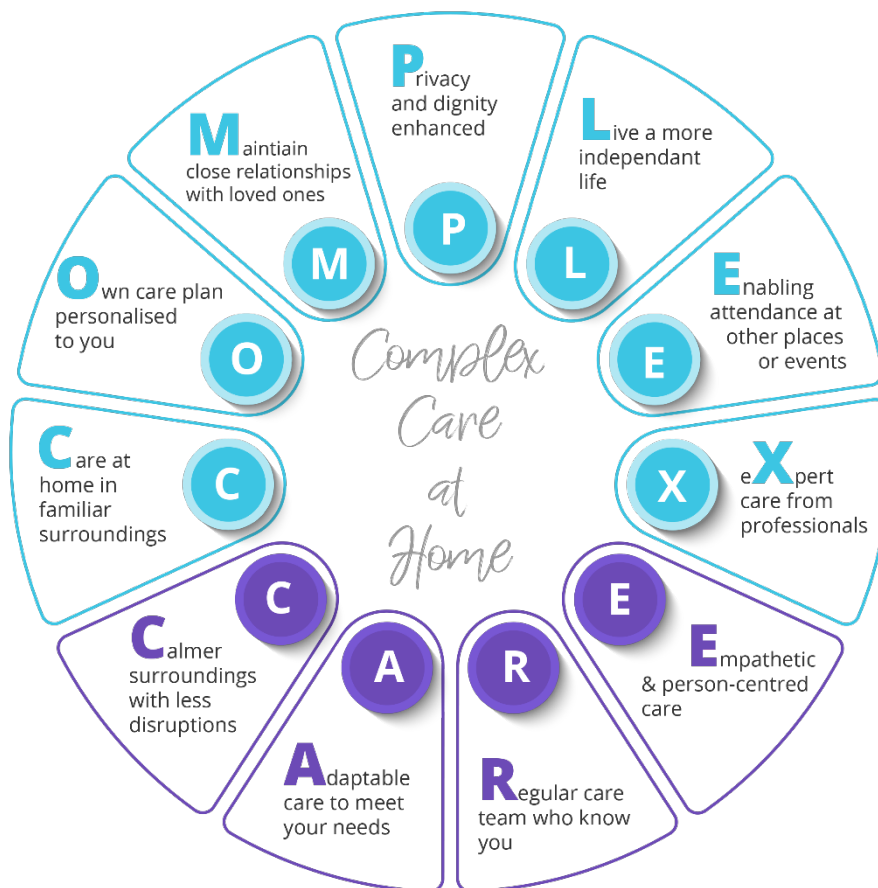 Complex
Care
at
Home
C
Care at
home in
familiar
surroundings
O
Own care plan
personalised
to you
M
Maintiain
close relationships
with loved ones
P
Privacy
and dignity
enhanced
L
Live a more
independant
life
E
Enabling
attendance at
other places
or events
X
eXpert
care from
professionals
C
Calmer
surroundings
with less
disruptions
A
Adaptable
care to meet
your needs
R
Regular care
team who know
you
E
Empathetic
& person-centred
care